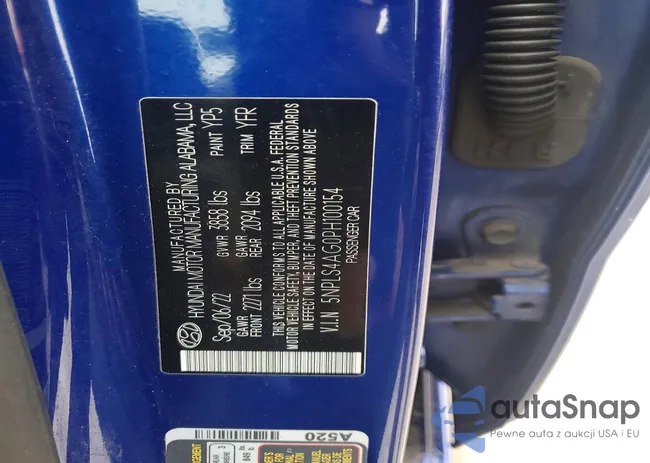 MANUFACTURED BY
HYUNDAI MOTOR MANUFACTURING ALABAMA, LLC
Sep/06/22 GVWR 3858 lbs PAINT YP5
GAWR FRONT 2271 lbs GAWR REAR 2094 lbs TRIM YFR
THIS VEHICLE CONFORMS TO ALL APPLICABLE U.S.A. FEDERAL
MOTOR VEHICLE SAFETY, BUMPER, AND THEFT PREVENTION STANDARDS
IN EFFECT ON THE DATE OF MANUFACTURE SHOWN ABOVE
V.I.N 5NPLS4AG0PH100154
PASSENGER CAR
A520
autoSnap
Pewne auta z aukcji USA i EU